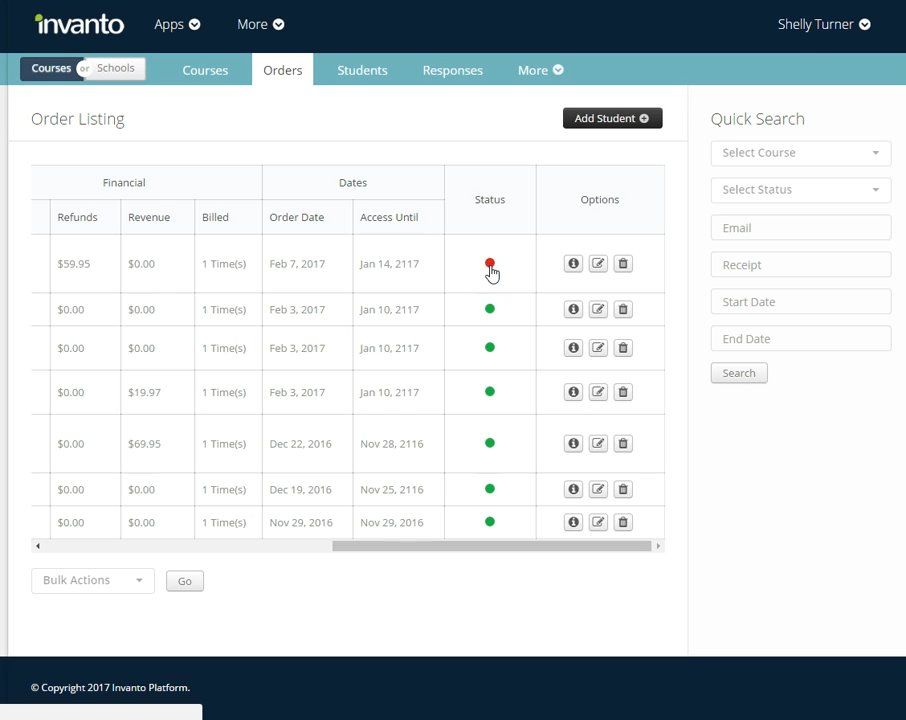 invanto Apps More Shelly Turner
Courses or Schools Courses Orders Students Responses More
Order Listing Add Student Quick Search
Select Course
Financial Dates Status Options
Select Status
Refunds Revenue Billed Order Date Access Until
Email
$59.95 $0.00 1 Time(s) Feb 7, 2017 Jan 14, 2117
Receipt
Start Date
$0.00 $0.00 1 Time(s) Feb 3, 2017 Jan 10, 2117
End Date
$0.00 $0.00 1 Time(s) Feb 3, 2017 Jan 10, 2117
Search
$0.00 $19.97 1 Time(s) Feb 3, 2017 Jan 10, 2117
$0.00 $69.95 1 Time(s) Dec 22, 2016 Nov 28, 2116
$0.00 $0.00 1 Time(s) Dec 19, 2016 Nov 25, 2116
$0.00 $0.00 1 Time(s) Nov 29, 2016 Nov 29, 2016
Bulk Actions Go
© Copyright 2017 Invanto Platform.